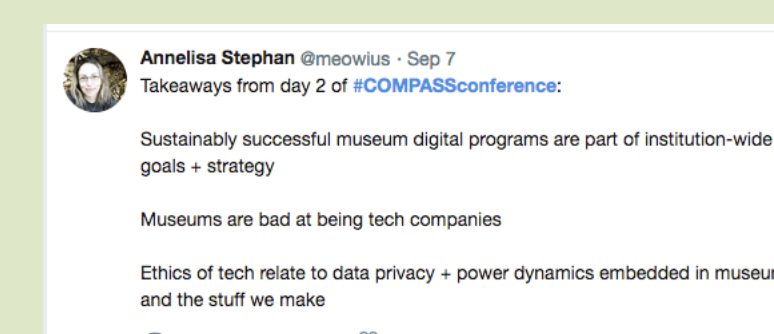 Annelisa Stephan @meowius · Sep 7
Takeaways from day 2 of #COMPASSconference:
Sustainably successful museum digital programs are part of institution-wide
goals + strategy
Museums are bad at being tech companies
Ethics of tech relate to data privacy + power dynamics embedded in museu
and the stuff we make